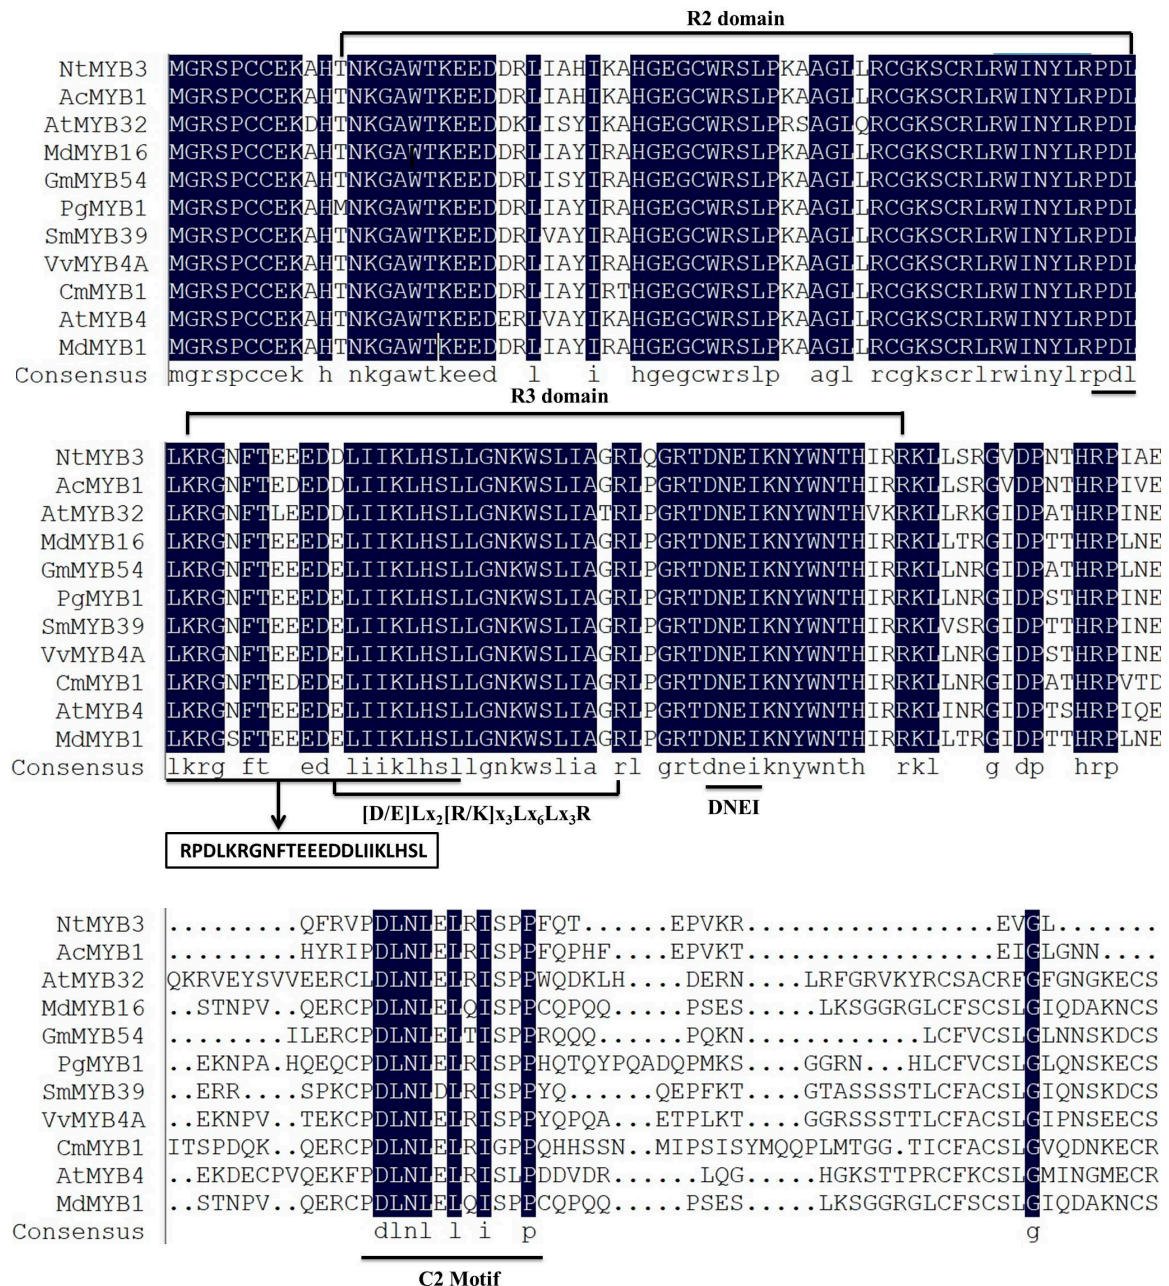 R2 domain
NtMYB3 MGRSPCCEKAHTNKGAWTKEEDDRLIAHIKAHGEGCWRSLPKAAGLLRCGKSCRLRWINYLRPDL
AcMYB1 MGRSPCCEKAHTNKGAWTKEEDDRLIAHIKAHGEGCWRSLPKAAGLLRCGKSCRLRWINYLRPDL
AtMYB32 MGRSPCCEKDHTNKGAWTKEEDDKLISYIKAHGEGCWRSLPRSAGLQRCGKSCRLRWINYLRPDL
MdMYB16 MGRSPCCEKAHTNKGAWTKEEDDRLIAYIRAHGEGCWRSLPKAAGLLRCGKSCRLRWINYLRPDL
GmMYB54 MGRSPCCEKAHTNKGAWTKEEDDRLISYIRAHGEGCWRSLPKAAGLLRCGKSCRLRWINYLRPDL
PgMYB1 MGRSPCCEKAHMNKGAWTKEEDDRLIAYIRAHGEGCWRSLPKAAGLLRCGKSCRLRWINYLRPDL
SmMYB39 MGRSPCCEKAHTNKGAWTKEEDDRLVAYIRAHGEGCWRSLPKAAGLLRCGKSCRLRWINYLRPDL
VvMYB4A MGRSPCCEKAHTNKGAWTKEEDDRLIAYIRAHGEGCWRSLPKAAGLLRCGKSCRLRWINYLRPDL
CmMYB1 MGRSPCCEKAHTNKGAWTKEEDDRLIAYIRTHGEGCWRSLPKAAGLLRCGKSCRLRWINYLRPDL
AtMYB4 MGRSPCCEKAHTNKGAWTKEEDERLVAYIKAHGEGCWRSLPKAAGLLRCGKSCRLRWINYLRPDL
MdMYB1 MGRSPCCEKAHTNKGAWTKEEDDRLIAYIRAHGEGCWRSLPKAAGLLRCGKSCRLRWINYLRPDL
Consensus mgrspccek h nkgawtkeed l i hgegcwrslp agl rcgkscrlrwinylrpdl
R3 domain
NtMYB3 LKRGNFTEEEDDLIIKLHSLLGNKWSLIAGRLQGRTDNEIKNYWNTHIRRKLLSRGVDPNTHRPIAE
AcMYB1 LKRGNFTEDEDDLIIKLHSLLGNKWSLIAGRLPGRTDNEIKNYWNTHIRRKLLSRGVDPNTHRPIVE
AtMYB32 LKRGNFTLEEDDLIIKLHSLLGNKWSLIATRLPGRTDNEIKNYWNTHVKRKLLRKGIDPATHRPINE
MdMYB16 LKRGNFTEEEDELIIKLHSLLGNKWSLIAGRLPGRTDNEIKNYWNTHIRRKLLTRGIDPTTHRPLNE
GmMYB54 LKRGNFTEEEDELIIKLHSLLGNKWSLIAGRLPGRTDNEIKNYWNTHIRRKLLNRGIDPATHRPLNE
PgMYB1 LKRGNFTEEEDELIIKLHSLLGNKWSLIAGRLPGRTDNEIKNYWNTHIRRKLLNRGIDPSTHRPINE
SmMYB39 LKRGNFTEEEDELIIKLHSLLGNKWSLIAGRLPGRTDNEIKNYWNTHIRRKLVSRGIDPTTHRPINE
VvMYB4A LKRGNFTEEEDELIIKLHSLLGNKWSLIAGRLPGRTDNEIKNYWNTHIRRKLLNRGIDPSTHRPINE
CmMYB1 LKRGNFTEDEDELIIKLHSLLGNKWSLIAGRLPGRTDNEIKNYWNTHIRRKLLNRGIDPATHRPVTD
AtMYB4 LKRGNFTEEEDELIIKLHSLLGNKWSLIAGRLPGRTDNEIKNYWNTHIRRKLINRGIDPTSHRPIQE
MdMYB1 LKRGSFTEEEDELIIKLHSLLGNKWSLIAGRLPGRTDNEIKNYWNTHIRRKLLTRGIDPTTHRPLNE
Consensus lkrg ft ed liiklhsllgnkwslia rl grtdneiknywnth rkl g dp hrp
[D/E]Lx2[R/K]x3Lx6Lx3R DNEI
RPDLKRGNFTEEEDDLIIKLHSL
NtMYB3 .........QFRVPDLNLELRISPPFQT......EPVKR.................EVGL.......
AcMYB1 .........HYRIPDLNLELRISPPFQPHF....EPVKT.................EIGLGNN....
AtMYB32 QKRVEYSVVEERCLDLNLELRISPPWQDKLH....DERN....LRFGRVKYRCSACRFGFGNGKECS
MdMYB16 ..STNPV..QERCPDLNLELQISPPCQPQQ.....PSES.....LKSGGRGLCFSCSLGIQDAKNCS
GmMYB54 ........ILERCPDLNLELTISPPRQQQ......PQKN............LCFVCSLGLNNSKDCS
PgMYB1 ..EKNPA.HQEQCPDLNLELRISPPHQTQYPQADQPMKS....GGRN..HLCFVCSLGLQNSKECS
SmMYB39 ..ERR...SPKCPDLNLDLRISPPYQ......QEPFKT....GTASSSSTLCFACSLGIQNSKDCS
VvMYB4A ..EKNPV..TEKCPDLNLELRISPPYQPQA...ETPLKT....GGRSSSTTLCFACSLGIPNSEECS
CmMYB1 ITSPDQK..QERCPDLNLELRIGPPQHHSSN..MIPSISYMQQPLMTGG.TICFACSLGVQDNKECR
AtMYB4 ..EKDECPVQEKFPDLNLELRISLPDDVDR......LQG.......HGKSTTPRCFKCSLGMINGMECR
MdMYB1 ..STNPV..QERCPDLNLELQISPPCQPQQ.....PSES.....LKSGGRGLCFSCSLGIQDAKNCS
Consensus dlnl l i p g
C2 Motif